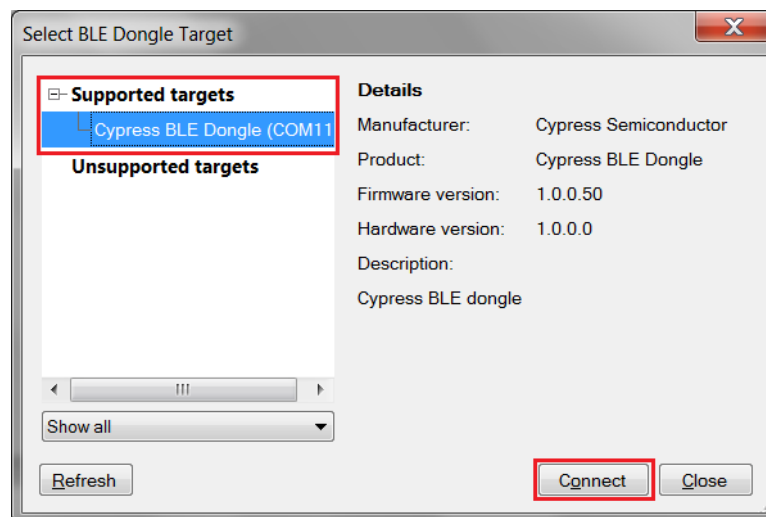 Select BLE Dongle Target
Supported targets
Cypress BLE Dongle (COM11
Unsupported targets
Show all
Refresh
Details
Manufacturer: Cypress Semiconductor
Product: Cypress BLE Dongle
Firmware version: 1.0.0.50
Hardware version: 1.0.0.0
Description:
Cypress BLE dongle
Connect Close